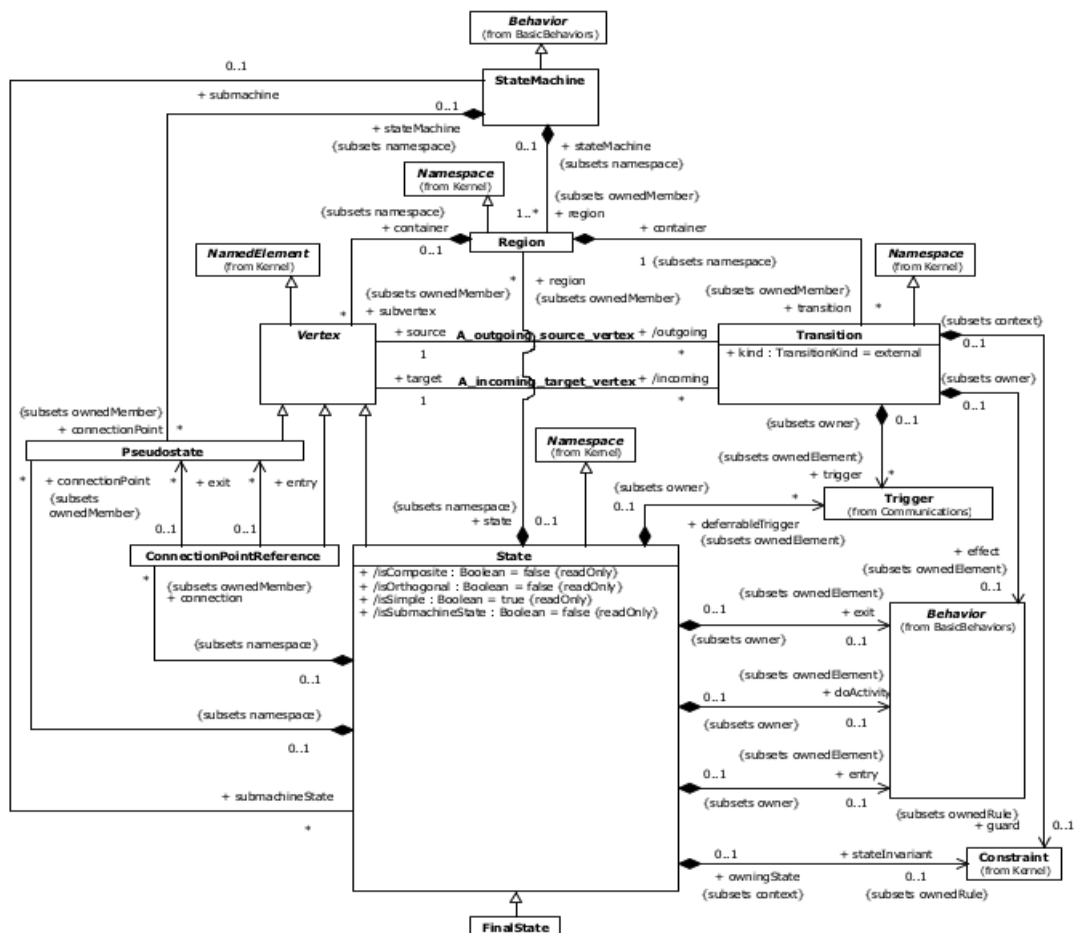 Behavior
(from BasicBehaviors)
0..1
StateMachine
+ submachine
0..1
+ stateMachine
{subsets namespace}
0..1
+ stateMachine
{subsets namespace}
Namespace
(from Kernel)
{subsets ownedMember}
1..*
+ region
{subsets namespace}
+ container
0..1
Region
+ container
1 {subsets namespace}
NamedElement
(from Kernel)
Namespace
(from Kernel)
*
+ region
{subsets ownedMember}
{subsets ownedMember}
+ subvertex
*
{subsets ownedMember}
+ transition
*
Vertex
+ source
A_outgoing_source_vertex
+ /outgoing
1
*
Transition
+ kind : TransitionKind = external
{subsets context}
0..1
+ target
A_incoming_target_vertex
+ /incoming
1
*
{subsets owner}
0..1
{subsets ownedMember}
+ connectionPoint
*
{subsets owner}
0..1
Pseudostate
Namespace
(from Kernel)
{subsets ownedElement}
+ trigger
*
*
+ connectionPoint
{subsets
ownedMember}
*
+ exit
*
+ entry
{subsets owner}
0..1
*
Trigger
(from Communications)
{subsets namespace}
+ state
0..1
+ deferrableTrigger
{subsets ownedElement}
0..1
0..1
ConnectionPointReference
State
+ effect
{subsets ownedElement}
0..1
*
{subsets ownedMember}
+ connection
+ /isComposite : Boolean = false {readOnly}
+ /isOrthogonal : Boolean = false {readOnly}
+ /isSimple : Boolean = true {readOnly}
+ /isSubmachineState : Boolean = false {readOnly}
{subsets ownedElement}
0..1
+ exit
{subsets owner}
0..1
Behavior
(from BasicBehaviors)
{subsets namespace}
0..1
{subsets ownedElement}
0..1
+ doActivity
{subsets owner}
0..1
{subsets namespace}
0..1
{subsets ownedElement}
0..1
+ entry
{subsets owner}
0..1
+ submachineState
*
{subsets ownedRule}
+ guard
0..1
0..1
+ stateInvariant
+ owningState
0..1
{subsets context}
{subsets ownedRule}
Constraint
(from Kernel)
FinalState